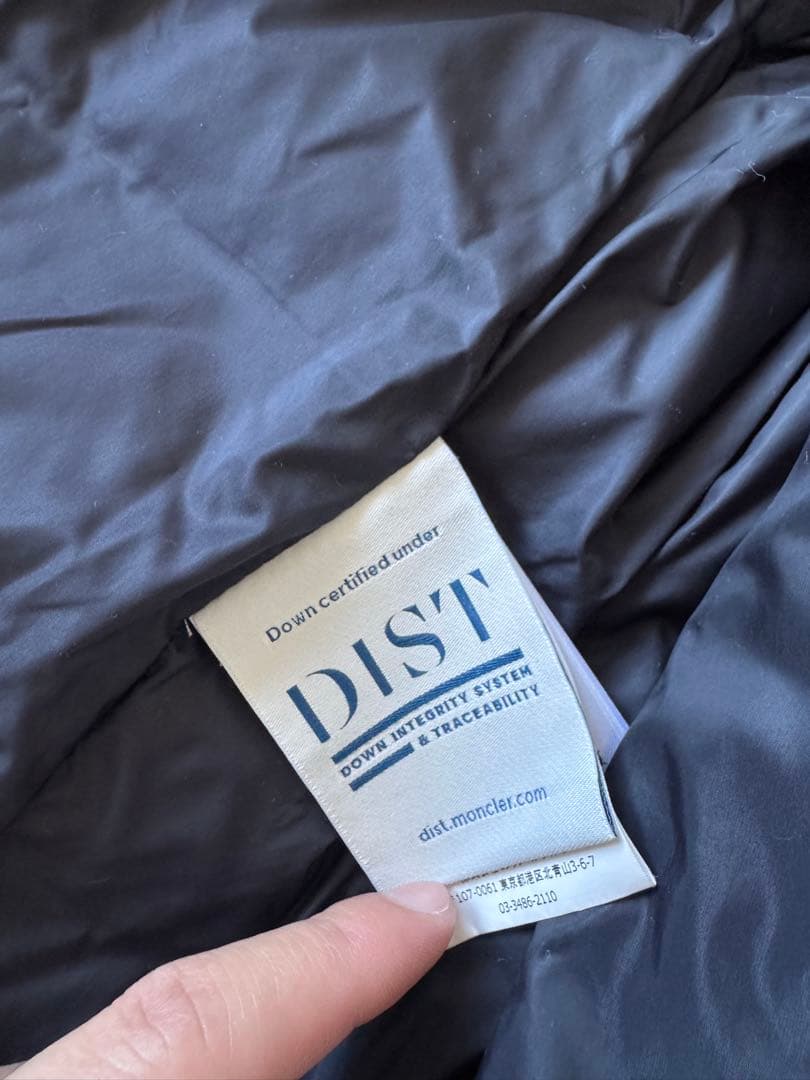 Down certified under
DIST
DOWN INTEGRITY SYSTEM
& TRACEABILITY
dist.moncler.com
107-0061 東京都港区北青山3-6-7
03-3486-2110